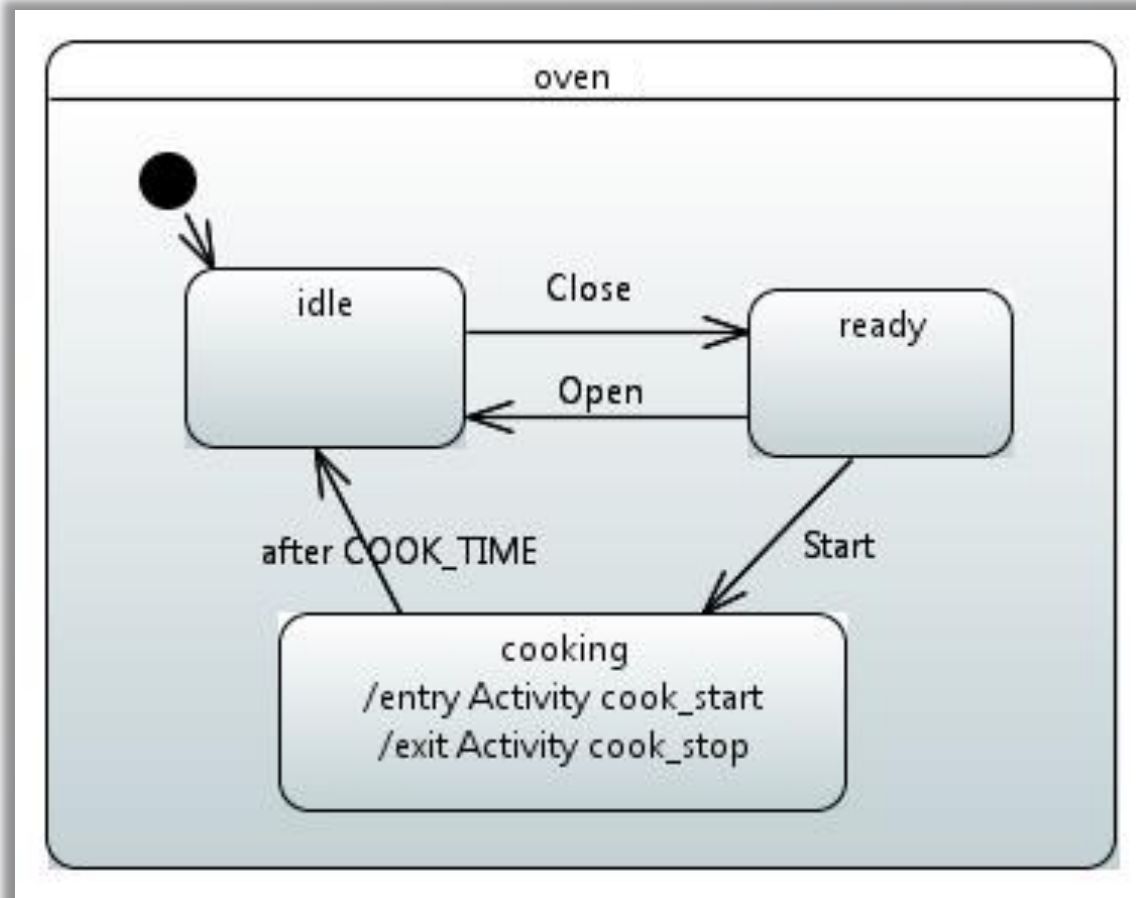 oven
idle
Close
ready
Open
after COOK_TIME
Start
cooking
/entry Activity cook_start
/exit Activity cook_stop